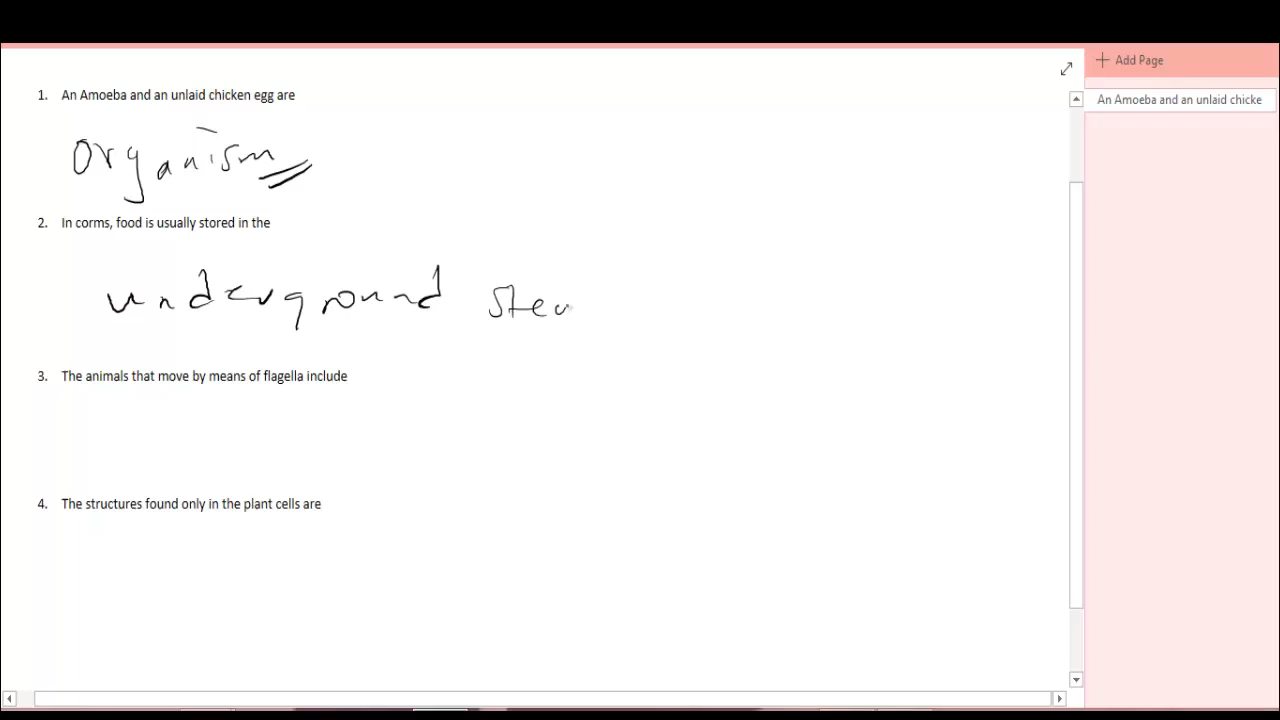 Add Page
An Amoeba and an unlaid chicke
1. An Amoeba and an unlaid chicken egg are
Organism
2. In corms, food is usually stored in the
underground
3. The animals that move by means of flagella include
4. The structures found only in the plant cells are